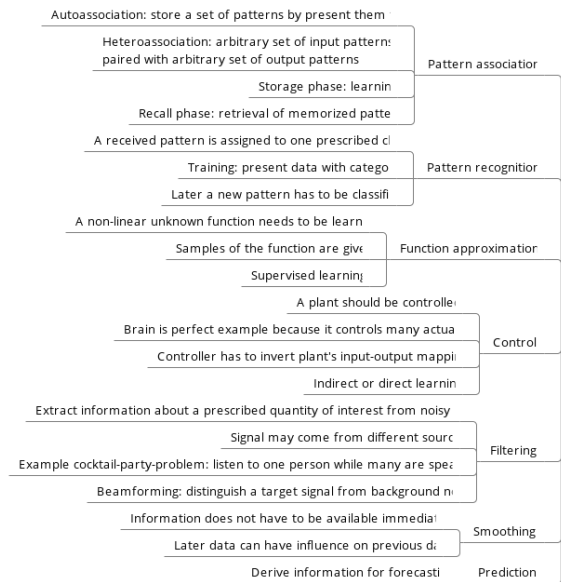 Autoassociation: store a set of patterns by present them
Heteroassociation: arbitrary set of input patterns
paired with arbitrary set of output patterns
Pattern association
Storage phase: learnin
Recall phase: retrieval of memorized patte
A received pattern is assigned to one prescribed cl
Training: present data with catego
Pattern recognition
Later a new pattern has to be classifi
A non-linear unknown function needs to be learn
Samples of the function are give
Function approximation
Supervised learning
A plant should be controlled
Brain is perfect example because it controls many actua
Control
Controller has to invert plant's input-output mappi
Indirect or direct learnin
Extract information about a prescribed quantity of interest from noisy
Signal may come from different sourc
Filtering
Example cocktail-party-problem: listen to one person while many are spea
Beamforming: distinguish a target signal from background n
Information does not have to be available immediat
Smoothing
Later data can have influence on previous da
Derive information for forecasti
Prediction